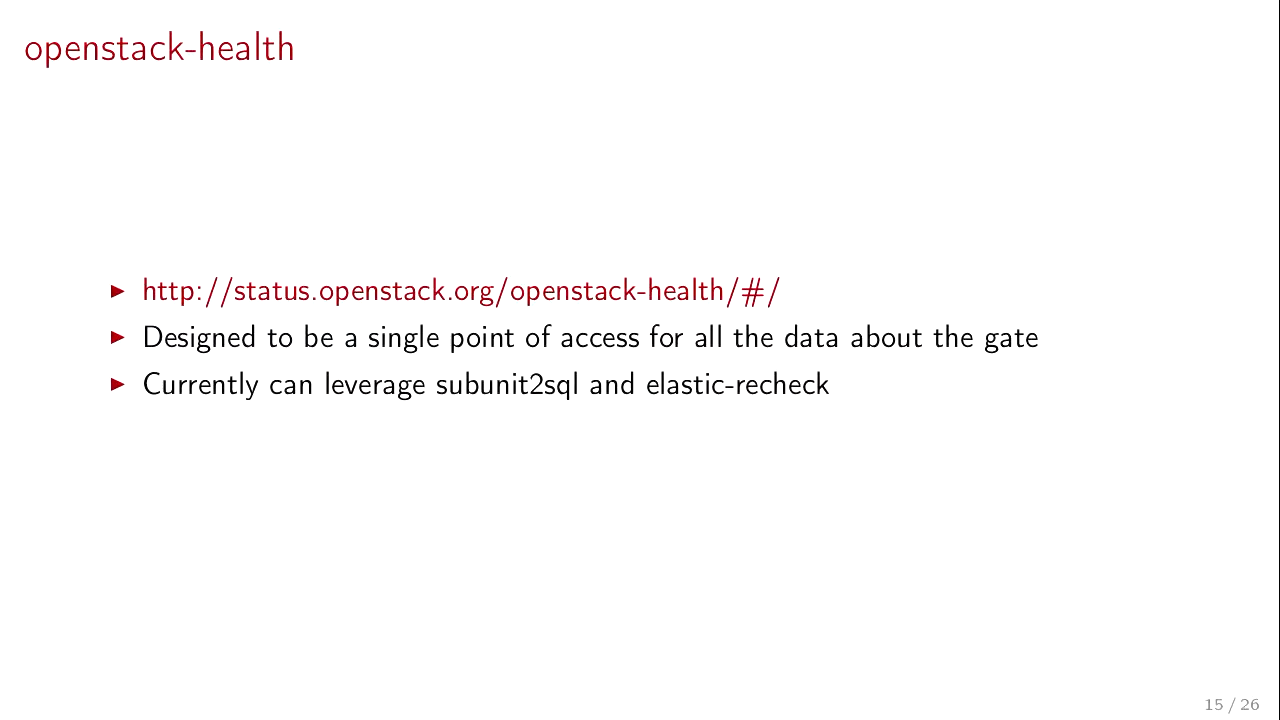 openstack-health
http://status.openstack.org/openstack-health/#/
Designed to be a single point of access for all the data about the gate
Currently can leverage subunit2sql and elastic-recheck
15 / 26